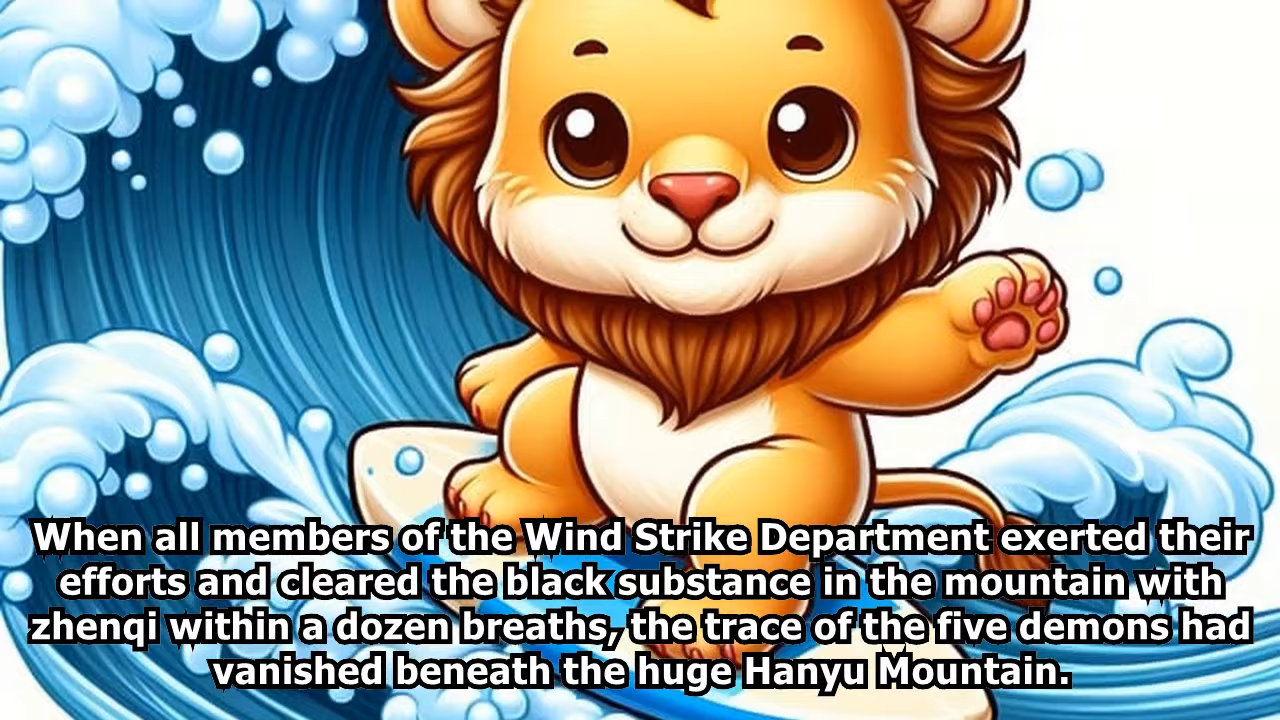 When all members of the Wind Strike Department exerted their
efforts and cleared the black substance in the mountain with
zhenqi within a dozen breaths, the trace of the five demons had
vanished beneath the huge Hanyu Mountain.